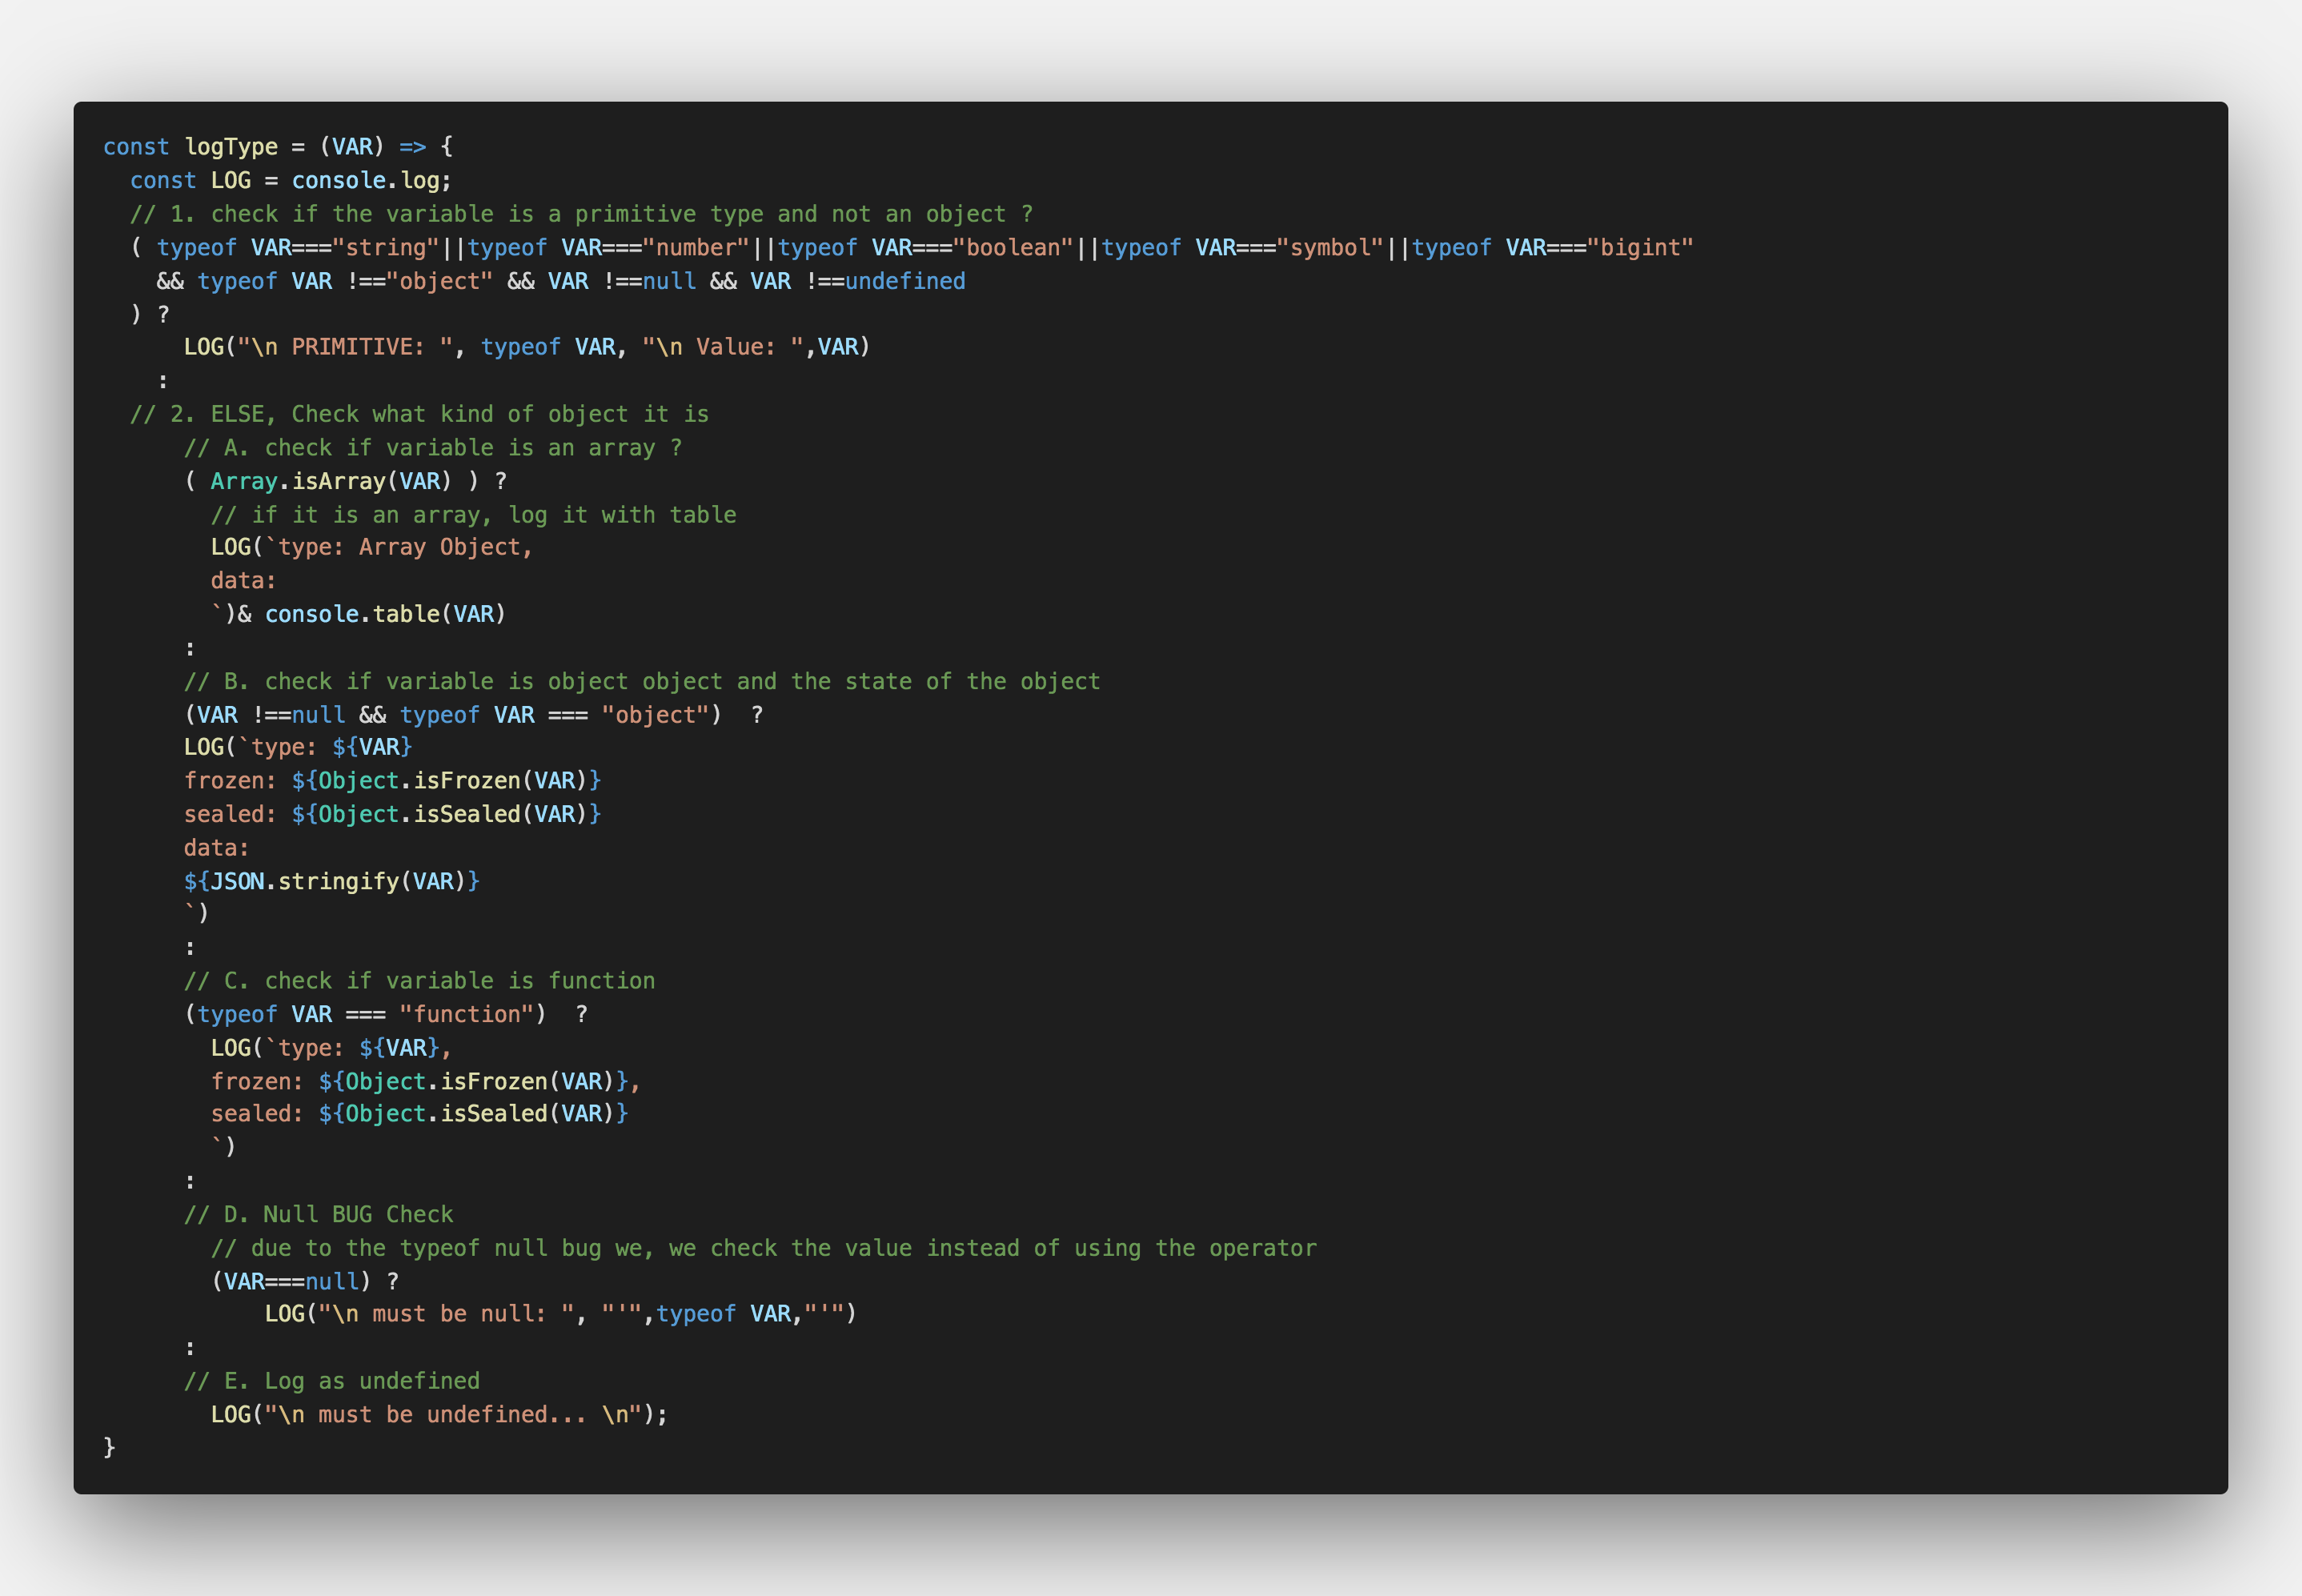 const logType = (VAR) => {
  const LOG = console.log;
  // 1. check if the variable is a primitive type and not an object ?
  ( typeof VAR==="string"||typeof VAR==="number"||typeof VAR==="boolean"||typeof VAR==="symbol"||typeof VAR==="bigint"
    && typeof VAR !=="object" && VAR !==null && VAR !==undefined
  ) ?
      LOG("\n PRIMITIVE: ", typeof VAR, "\n Value: ",VAR)
    :
  // 2. ELSE, Check what kind of object it is
      // A. check if variable is an array ?
      ( Array.isArray(VAR) ) ?
        // if it is an array, log it with table
        LOG(`type: Array Object,
        data:
        `)& console.table(VAR)
      :
      // B. check if variable is object object and the state of the object
      (VAR !==null && typeof VAR === "object")  ?
      LOG(`type: ${VAR}
      frozen: ${Object.isFrozen(VAR)}
      sealed: ${Object.isSealed(VAR)}
      data:
      ${JSON.stringify(VAR)}
      `)
      :
      // C. check if variable is function
      (typeof VAR === "function")  ?
        LOG(`type: ${VAR},
        frozen: ${Object.isFrozen(VAR)},
        sealed: ${Object.isSealed(VAR)}
        `)
      :
      // D. Null BUG Check
        // due to the typeof null bug we, we check the value instead of using the operator
        (VAR===null) ?
            LOG("\n must be null: ", "'",typeof VAR,"'")
      :
      // E. Log as undefined
        LOG("\n must be undefined... \n");
}